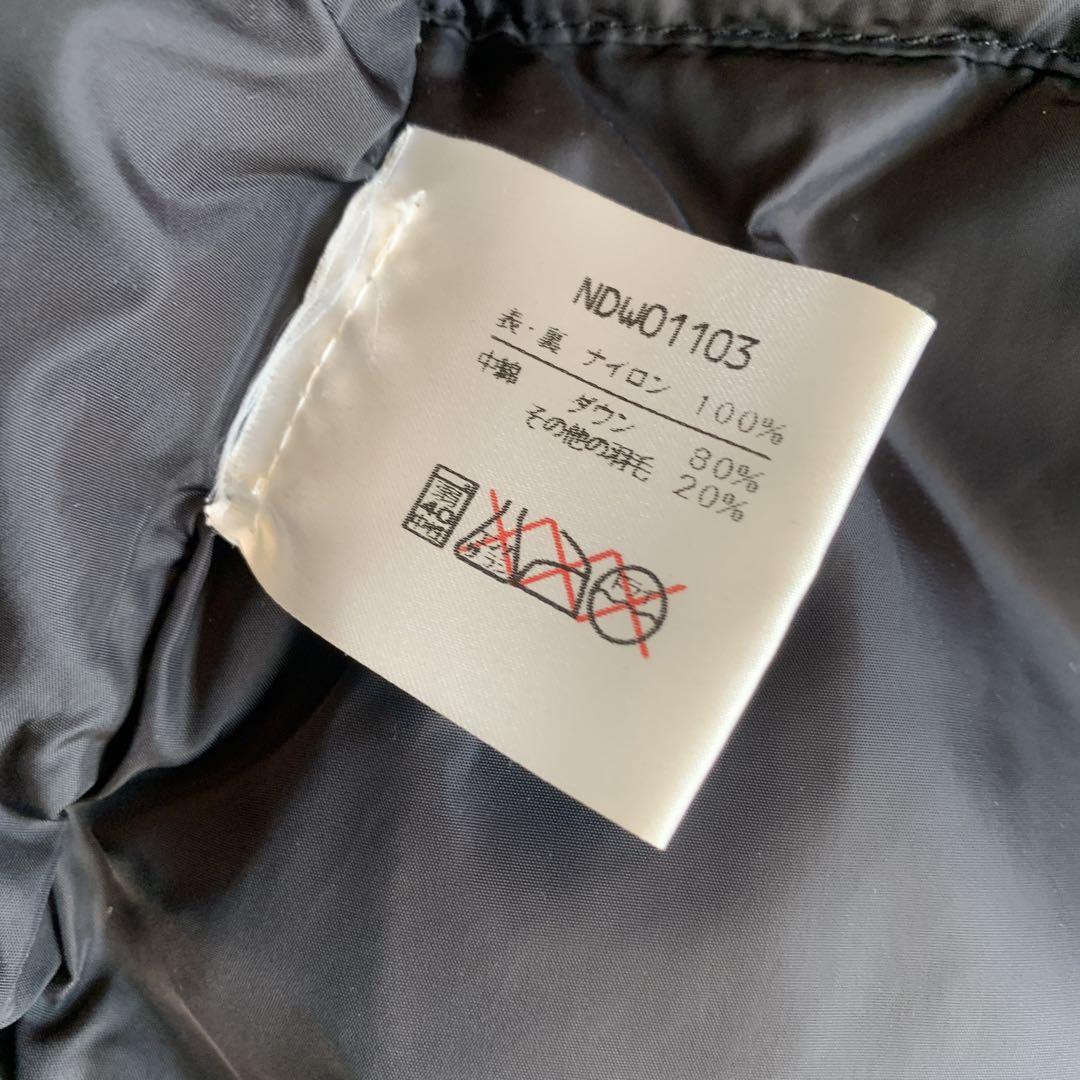 NDW01103
表・裏 ナイロン 100%
中綿 ダウン 80%
その他の羽毛 20%
40